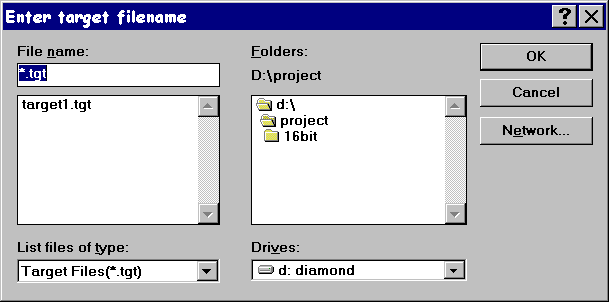 Enter target filename
File name:
*.tgt
target1.tgt
List files of type:
Target Files(*.tgt)
Folders:
D:\project
d:\
project
16bit
Drives:
d: diamond
OK
Cancel
Network...